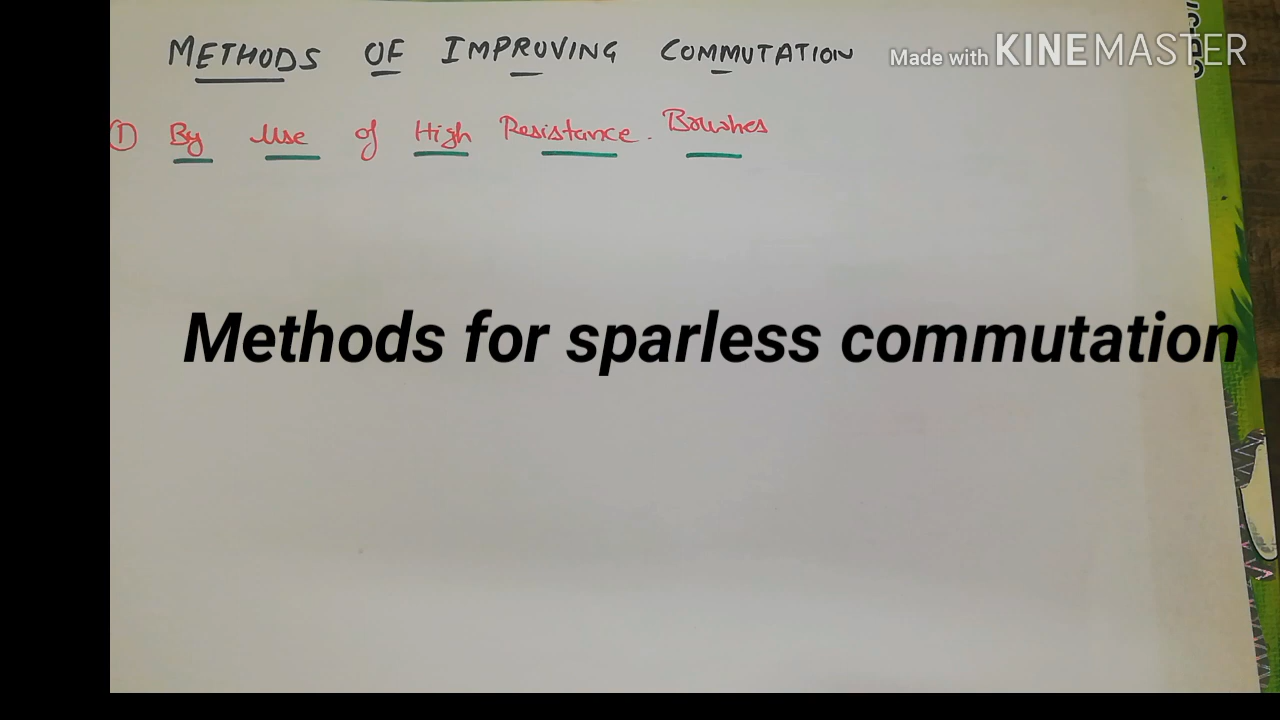 METHODS OF IMPROVING COMMUTATION
Made with KINEMASTER
① By Use of High Resistance Brushes
Methods for sparless commutation